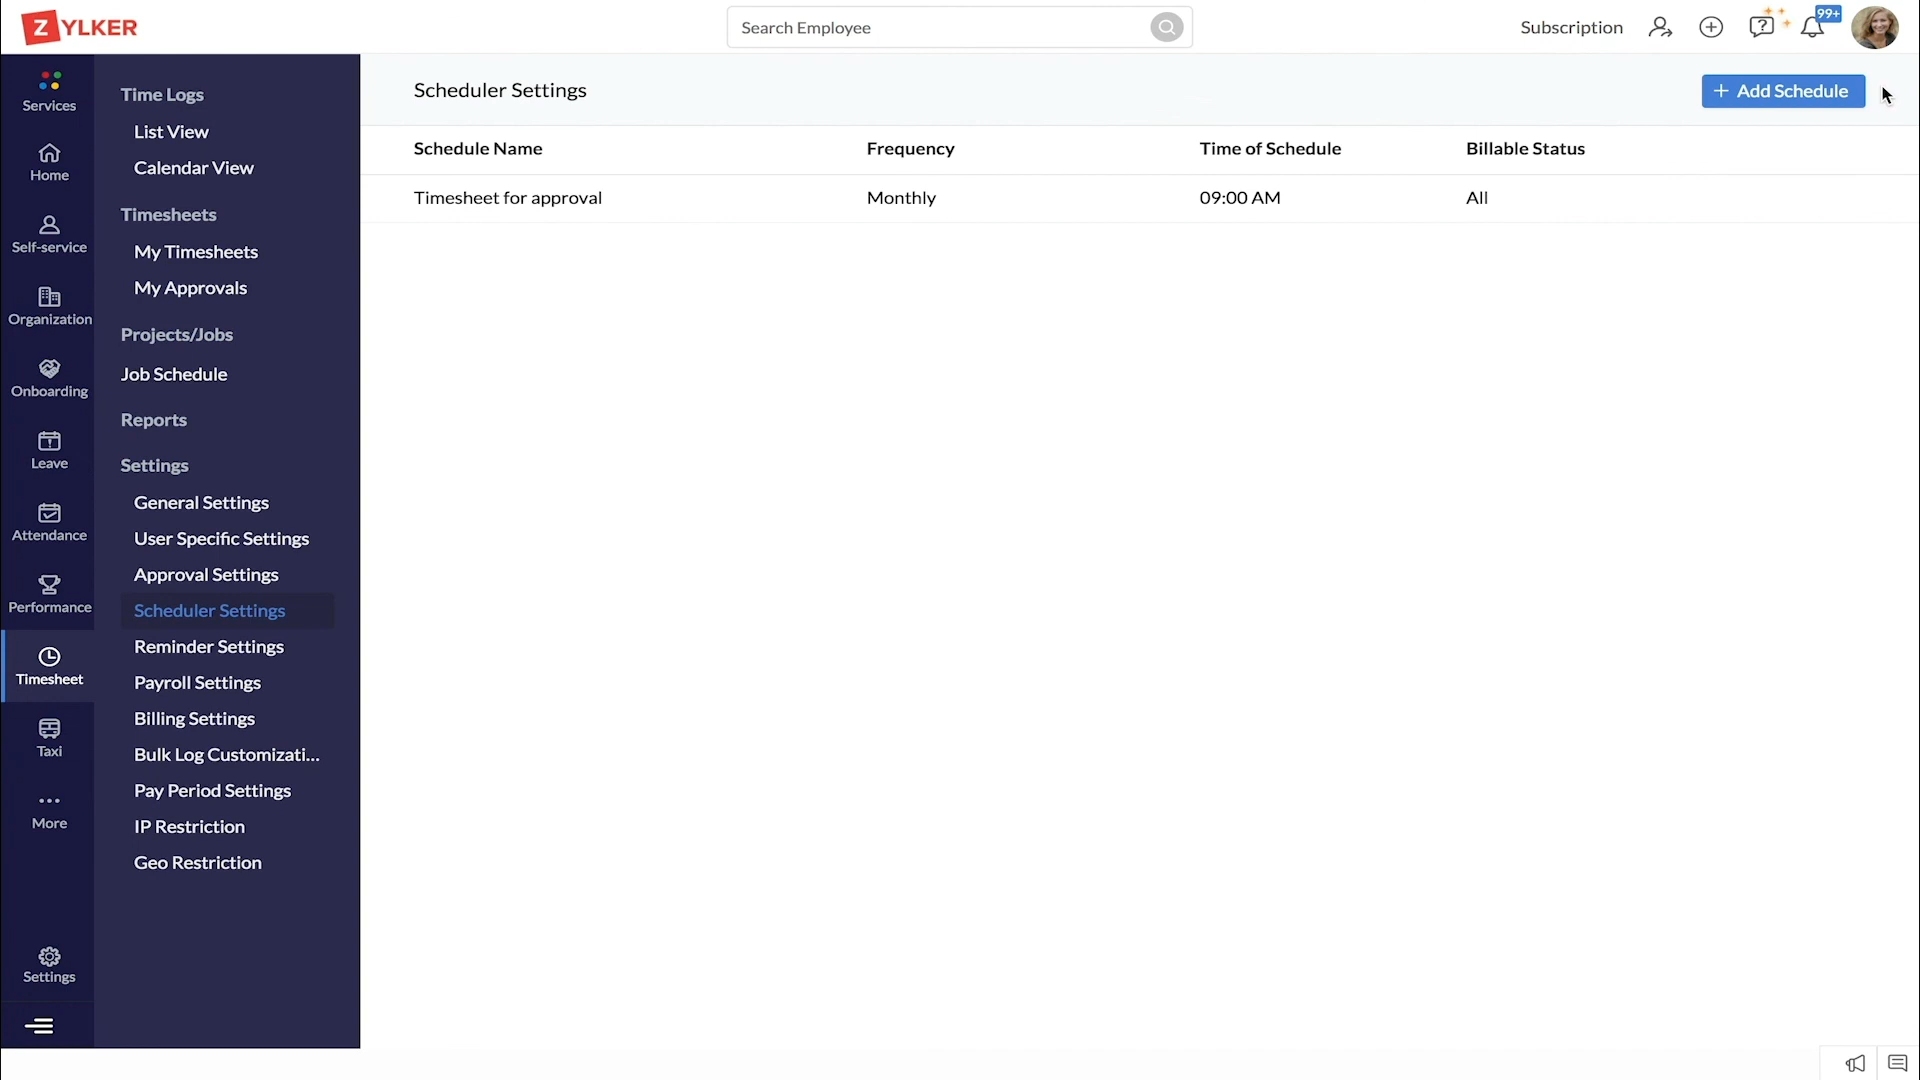 ZYLKER
Search Employee
Subscription
99+
Services
Home
Self-service
Organization
Onboarding
Leave
Attendance
Performance
Timesheet
Taxi
More
Settings
Time Logs
List View
Calendar View
Timesheets
My Timesheets
My Approvals
Projects/Jobs
Job Schedule
Reports
Settings
General Settings
User Specific Settings
Approval Settings
Scheduler Settings
Reminder Settings
Payroll Settings
Billing Settings
Bulk Log Customizati...
Pay Period Settings
IP Restriction
Geo Restriction
Scheduler Settings
+ Add Schedule
Schedule Name Frequency Time of Schedule Billable Status
Timesheet for approval Monthly 09:00 AM All